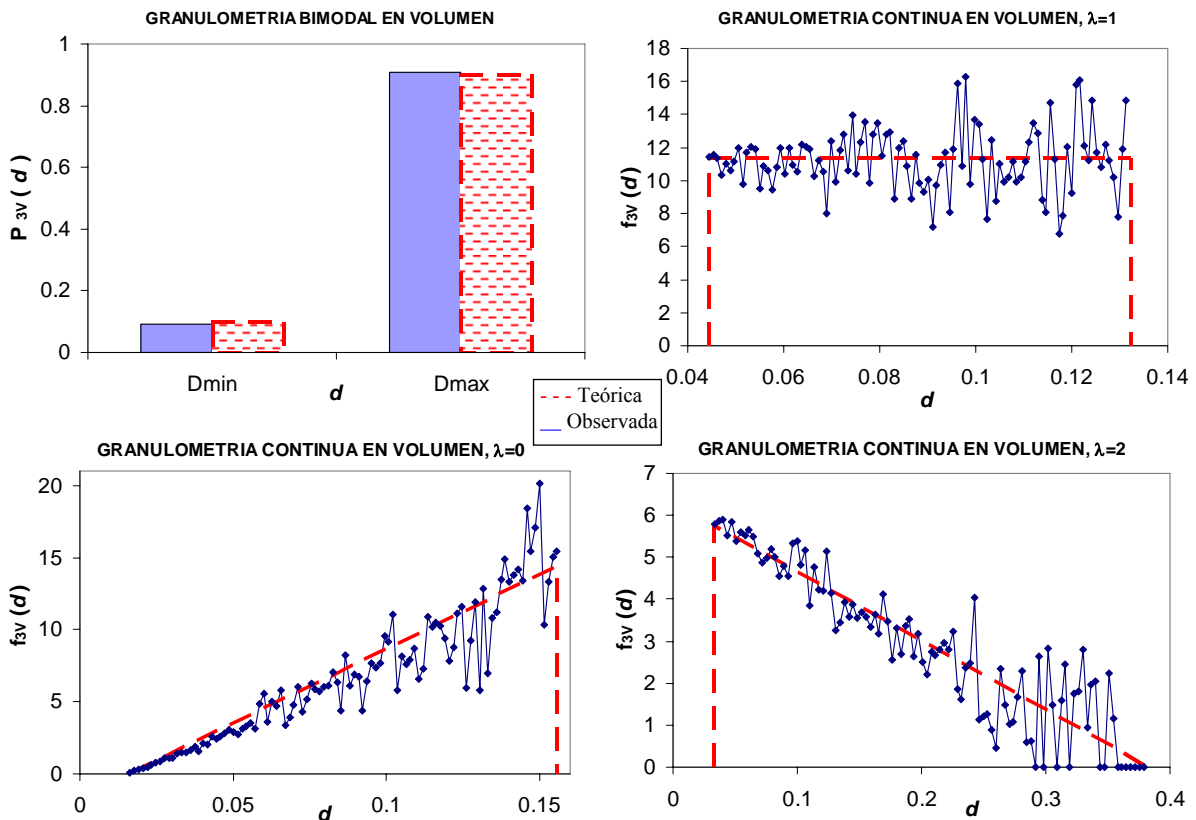 GRANULOMETRIA BIMODAL EN VOLUMEN
P 3V ( d )
1
0.8
0.6
0.4
0.2
0
Dmin
Dmax
d
GRANULOMETRIA CONTINUA EN VOLUMEN, λ=1
f3V (d)
18
16
14
12
10
8
6
4
2
0
0.04 0.06 0.08 0.1 0.12 0.14
d
Teórica
Observada
GRANULOMETRIA CONTINUA EN VOLUMEN, λ=0
f3V (d)
20
15
10
5
0
0 0.05 0.1 0.15
d
GRANULOMETRIA CONTINUA EN VOLUMEN, λ=2
f3V (d)
7
6
5
4
3
2
1
0
0 0.1 0.2 0.3 0.4
d